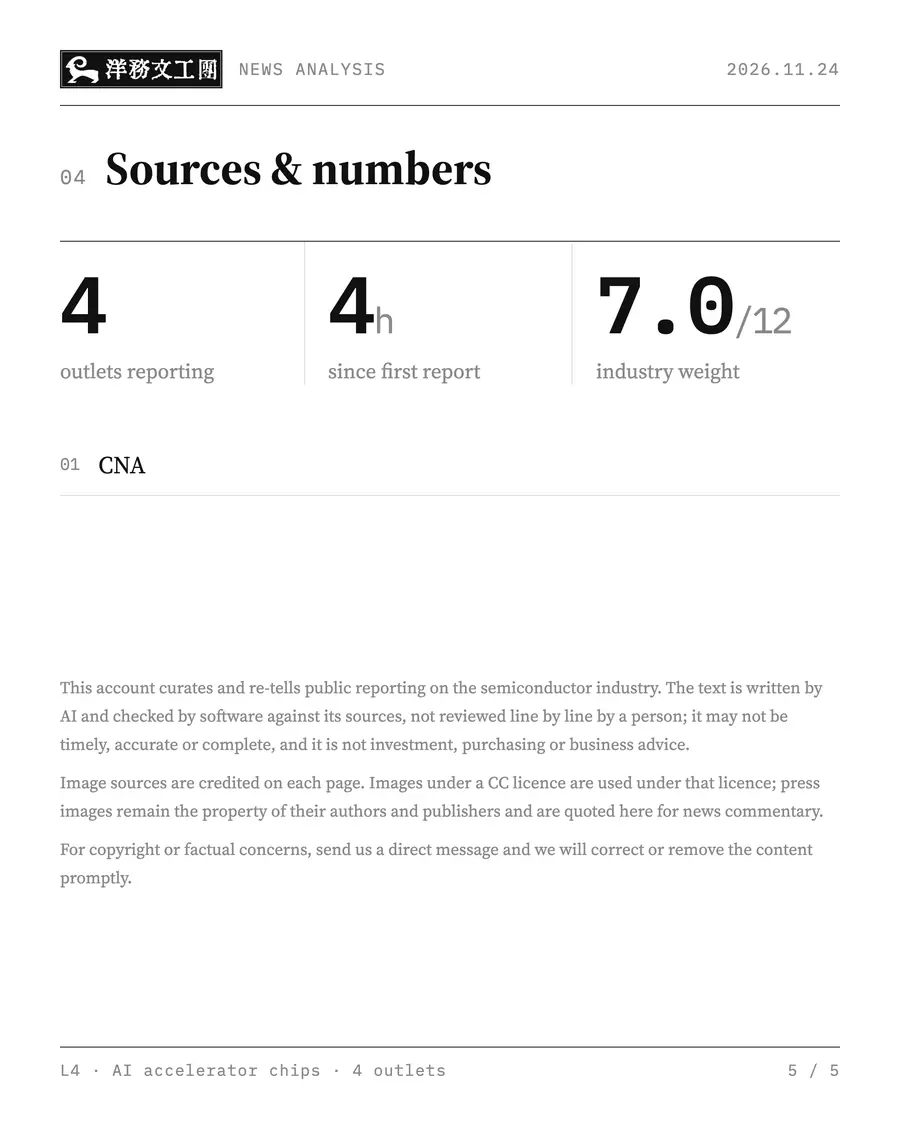 洋務文工團 NEWS ANALYSIS 2026.11.24
04 Sources & numbers
4 4h 7.0/12
outlets reporting since first report industry weight
01 CNA
This account curates and re-tells public reporting on the semiconductor industry. The text is written by
AI and checked by software against its sources, not reviewed line by line by a person; it may not be
timely, accurate or complete, and it is not investment, purchasing or business advice.
Image sources are credited on each page. Images under a CC licence are used under that licence; press
images remain the property of their authors and publishers and are quoted here for news commentary.
For copyright or factual concerns, send us a direct message and we will correct or remove the content
promptly.
L4 · AI accelerator chips · 4 outlets 5 / 5